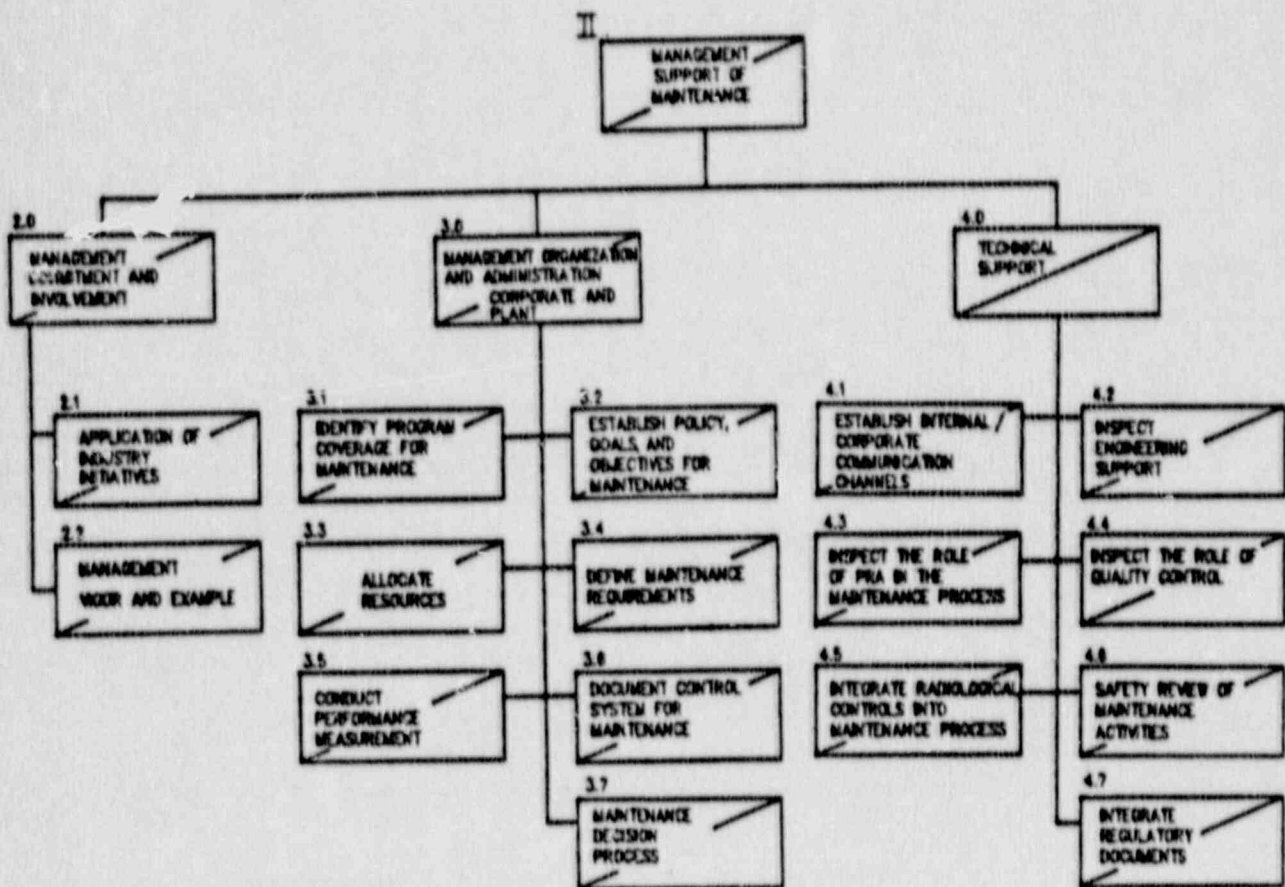 II
MANAGEMENT
SUPPORT OF
MAINTENANCE
2.0
MANAGEMENT
COMMITMENT AND
INVOLVEMENT
3.0
MANAGEMENT ORGANIZATION
AND ADMINISTRATION
CORPORATE AND
PLANT
4.0
TECHNICAL
SUPPORT
2.1
APPLICATION OF
INDUSTRY
INITIATIVES
3.1
IDENTIFY PROGRAM
COVERAGE FOR
MAINTENANCE
3.2
ESTABLISH POLICY,
GOALS, AND
OBJECTIVES FOR
MAINTENANCE
4.1
ESTABLISH INTERNAL/
CORPORATE
COMMUNICATION
CHANNELS
4.2
INSPECT
ENGINEERING
SUPPORT
2.2
MANAGEMENT
VIGOR AND EXAMPLE
3.3
ALLOCATE
RESOURCES
3.4
DEFINE MAINTENANCE
REQUIREMENTS
4.3
INSPECT THE ROLE
OF PRA IN THE
MAINTENANCE PROCESS
4.4
INSPECT THE ROLE OF
QUALITY CONTROL
3.5
CONDUCT
PERFORMANCE
MEASUREMENT
3.6
DOCUMENT CONTROL
SYSTEM FOR
MAINTENANCE
4.5
INTEGRATE RADIOLOGICAL
CONTROLS INTO
MAINTENANCE PROCESS
4.6
SAFETY REVIEW OF
MAINTENANCE
ACTIVITIES
3.7
MAINTENANCE
DECISION
PROCESS
4.7
INTEGRATE
REGULATORY
DOCUMENTS